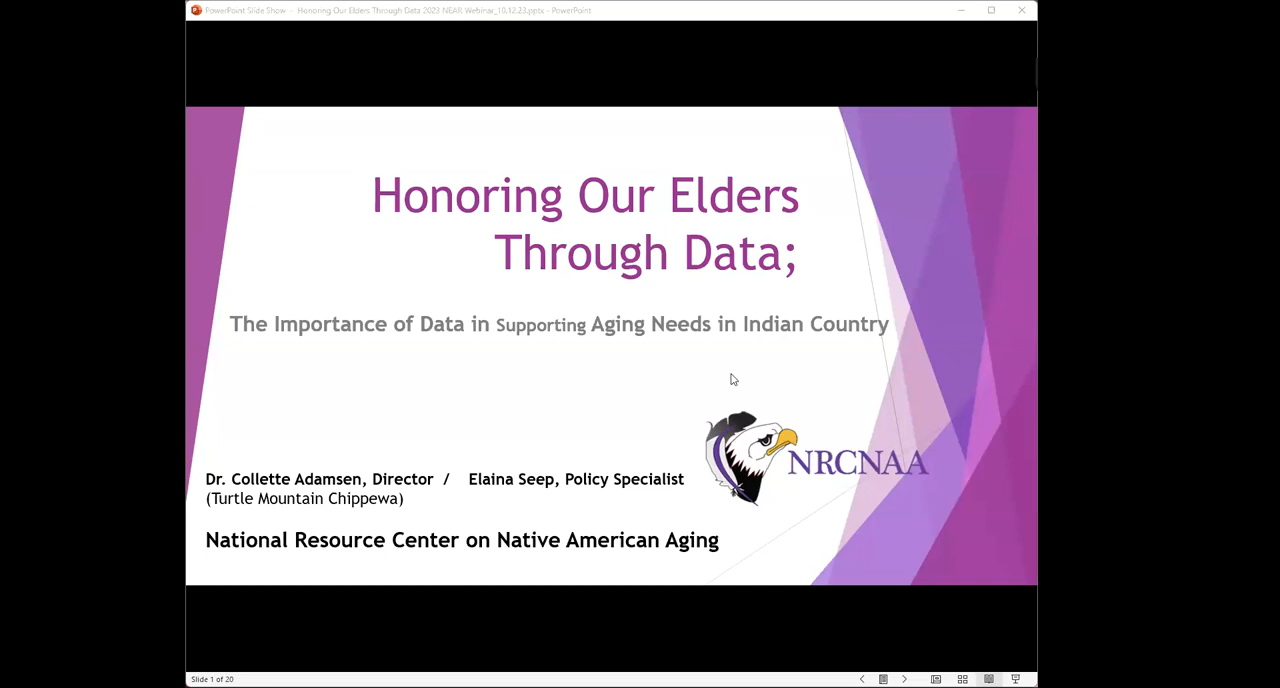 PowerPoint Slide Show - Honoring Our Elders Through Data 2023 NEAR Webinar_10.12.23.pptx - PowerPoint
Honoring Our Elders
Through Data;
The Importance of Data in Supporting Aging Needs in Indian Country
NRCNAA
Dr. Collette Adamsen, Director / Elaina Seep, Policy Specialist
(Turtle Mountain Chippewa)
National Resource Center on Native American Aging
Slide 1 of 20